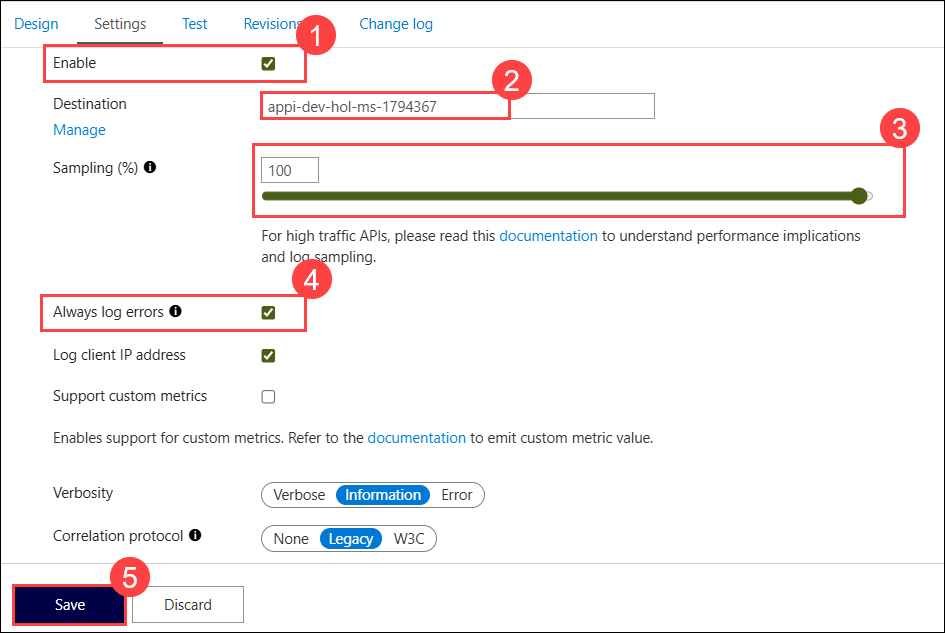 Design Settings Test Revisions Change log
1
Enable
2
Destination appi-dev-hol-ms-1794367
Manage
3
Sampling (%) 100
For high traffic APIs, please read this documentation to understand performance implications
and log sampling.
4
Always log errors
Log client IP address
Support custom metrics
Enables support for custom metrics. Refer to the documentation to emit custom metric value.
Verbosity Verbose Information Error
Correlation protocol None Legacy W3C
5
Save Discard